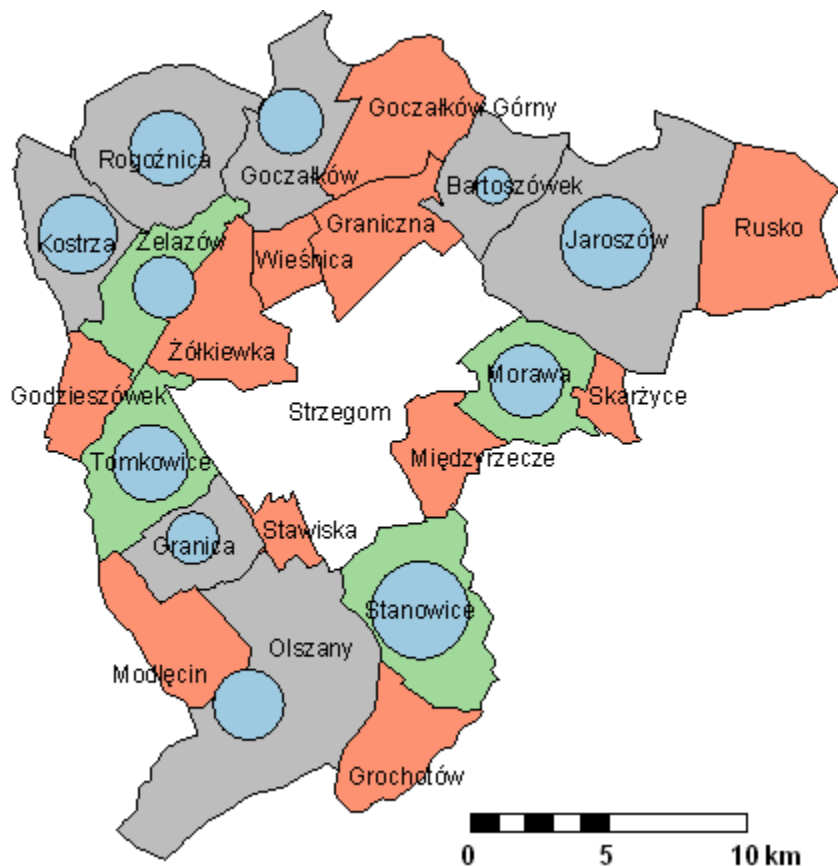 Goczałków Górny
Rogoźnica
Goczałków
Bartoszówek
Kostrza
Żelazów
Graniczna
Wieśnica
Jaroszów
Rusko
Żółkiewka
Godzieszówek
Morawa
Skarżyce
Strzegom
Tomkowice
Międzyrzecze
Granica
Stawiska
Stanowice
Olszany
Modlęcin
Grochotów
0 5 10 km